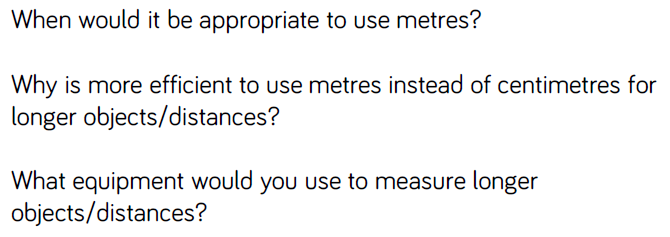 When would it be appropriate to use metres?
Why is more efficient to use metres instead of centimetres for
longer objects/distances?
What equipment would you use to measure longer
objects/distances?